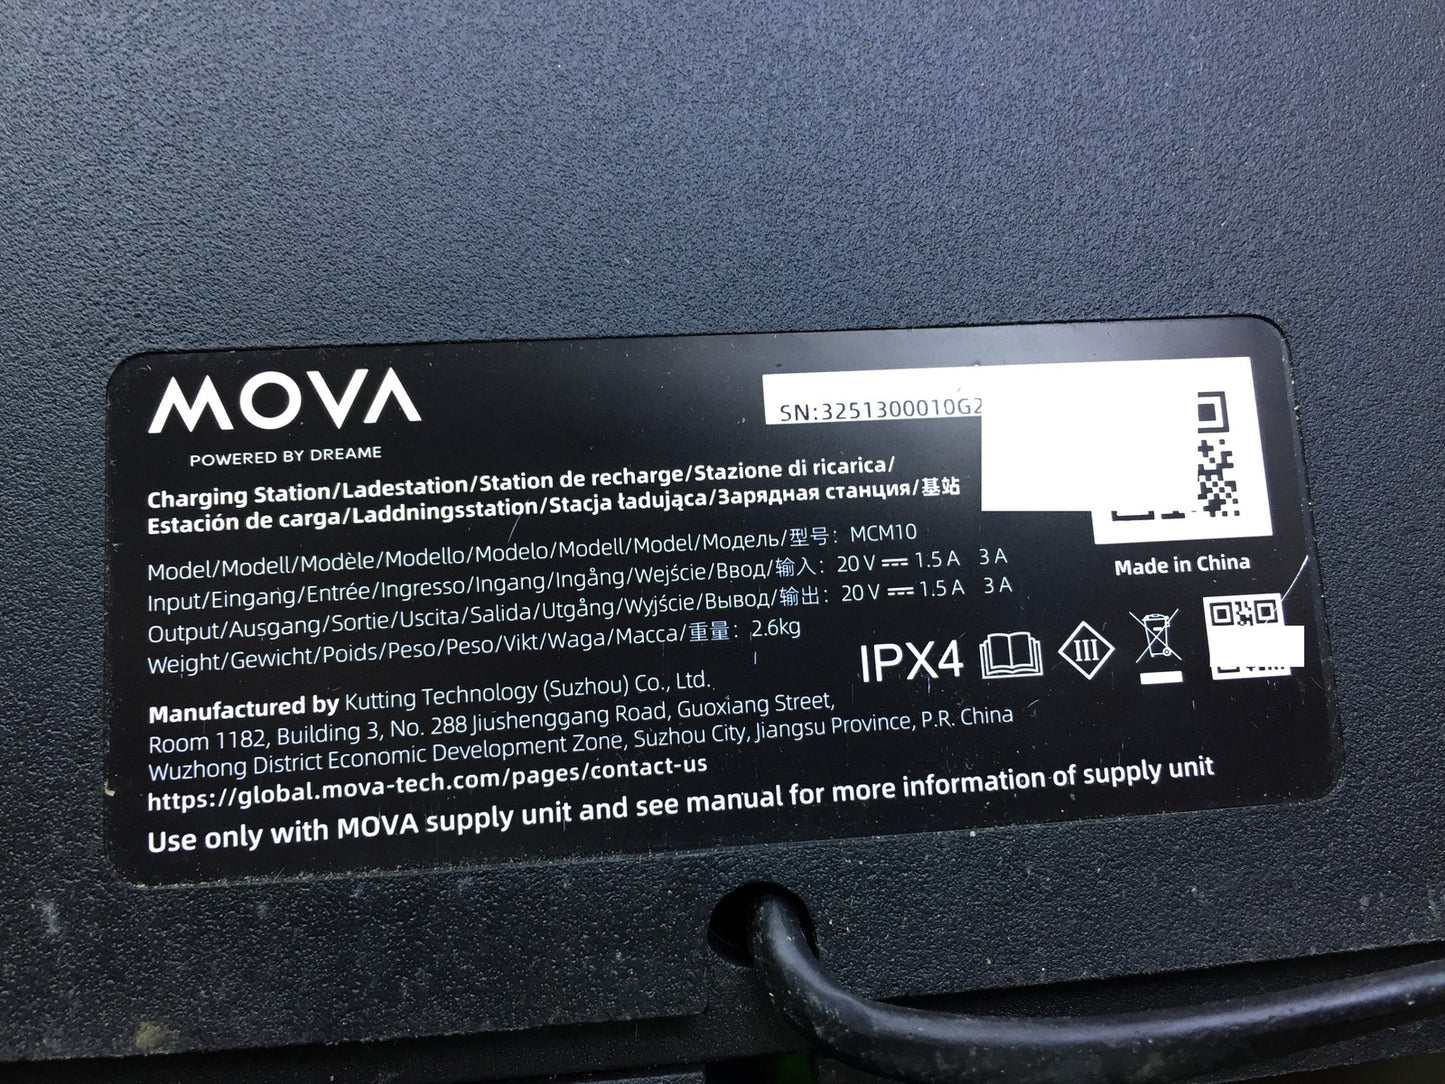 MOVA
POWERED BY DREAME
SN:3251300010G2
Charging Station/Ladestation/Station de recharge/Stazione di ricarica/
Estación de carga/Laddningsstation/Stacja ładująca/Зарядная станция/基站
Model/Modell/Modèle/Modello/Modelo/Modell/Model/Модель/型号: MCM10
Input/Eingang/Entrée/Ingresso/Ingang/Ingång/Wejście/Ввод/输入: 20 V ⎓ 1.5 A 3 A
Output/Ausgang/Sortie/Uscita/Salida/Utgång/Wyjście/Вывод/输出: 20 V ⎓ 1.5 A 3 A
Weight/Gewicht/Poids/Peso/Peso/Vikt/Waga/Масса/重量: 2.6kg
Made in China
IPX4
III
Manufactured by Kutting Technology (Suzhou) Co., Ltd.
Room 1182, Building 3, No. 288 Jiushenggang Road, Guoxiang Street,
Wuzhong District Economic Development Zone, Suzhou City, Jiangsu Province, P.R. China
https://global.mova-tech.com/pages/contact-us
Use only with MOVA supply unit and see manual for more information of supply unit